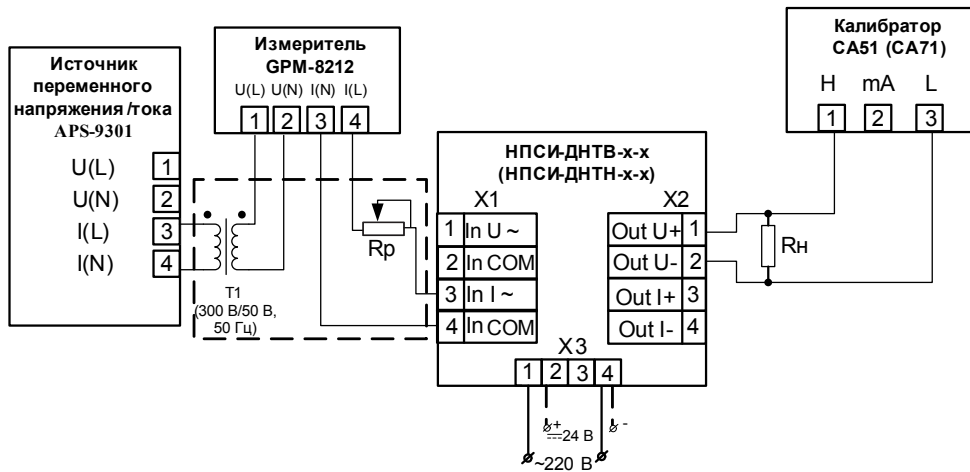 Источник
переменного
напряжения/тока
APS-9301
U(L) 1
U(N) 2
I(L) 3
I(N) 4
Измеритель
GPM-8212
U(L) U(N) I(N) I(L)
1 2 3 4
T1
(300 В/50 В,
50 Гц)
Rp
НПСИ-ДНТВ-х-х
(НПСИ-ДНТН-х-х)
X1
1 In U ~
2 In COM
3 In I ~
4 In COM
X2
Out U+ 1
Out U- 2
Out I+ 3
Out I- 4
X3
1 2 3 4
+ 24 В -
~220 В
Калибратор
CA51 (CA71)
H mA L
1 2 3
Rн